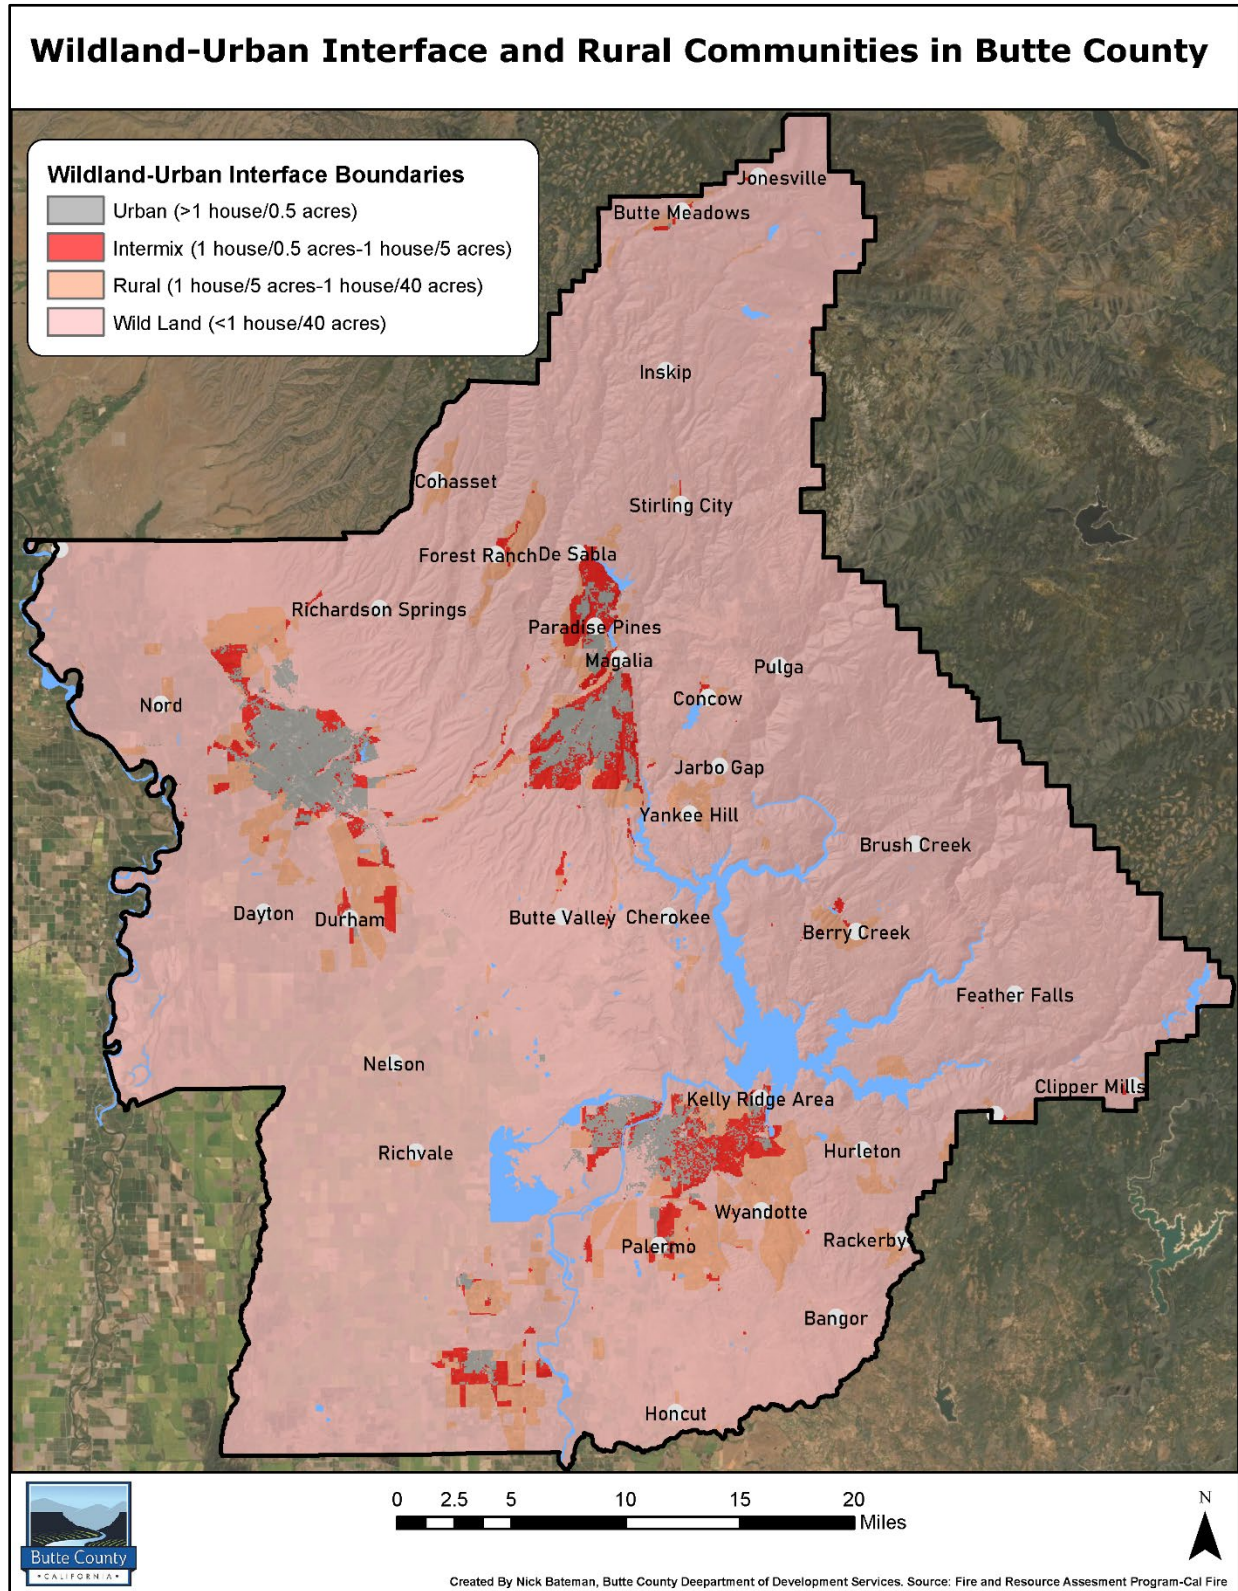 Wildland-Urban Interface and Rural Communities in Butte County
Wildland-Urban Interface Boundaries
Urban (>1 house/0.5 acres)
Intermix (1 house/0.5 acres-1 house/5 acres)
Rural (1 house/5 acres-1 house/40 acres)
Wild Land (<1 house/40 acres)
Jonesville
Butte Meadows
Inskip
Cohasset
Stirling City
Forest Ranch
De Sabla
Richardson Springs
Paradise Pines
Magalia
Pulga
Nord
Concow
Jarbo Gap
Yankee Hill
Brush Creek
Dayton
Durham
Butte Valley
Cherokee
Berry Creek
Feather Falls
Nelson
Clipper Mills
Kelly Ridge Area
Richvale
Hurleton
Wyandotte
Palermo
Rackerby
Bangor
Honcut
Butte County
• CALIFORNIA •
0 2.5 5 10 15 20
Miles
N
Created By Nick Bateman, Butte County Deepartment of Development Services. Source: Fire and Resource Assesment Program-Cal Fire